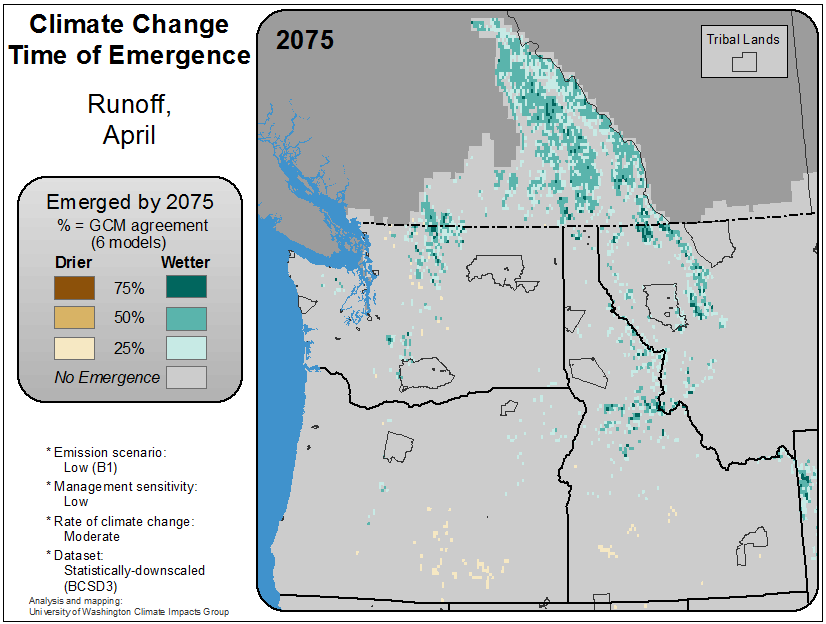 Climate Change
Time of Emergence
Runoff,
April
Emerged by 2075
% = GCM agreement
(6 models)
Drier Wetter
75%
50%
25%
No Emergence
* Emission scenario:
Low (B1)
* Management sensitivity:
Low
* Rate of climate change:
Moderate
* Dataset:
Statistically-downscaled
(BCSD3)
Analysis and mapping:
University of Washington Climate Impacts Group
2075
Tribal Lands